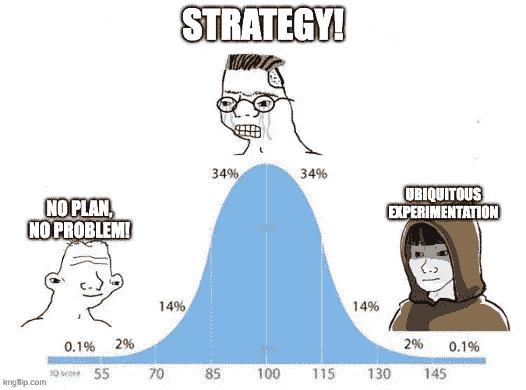 STRATEGY!
34% 34%
NO PLAN,
NO PROBLEM!
UBIQUITOUS
EXPERIMENTATION
14% 14%
0.1% 2% 2% 0.1%
IQ score 55 70 85 100 115 130 145
imgflip.com